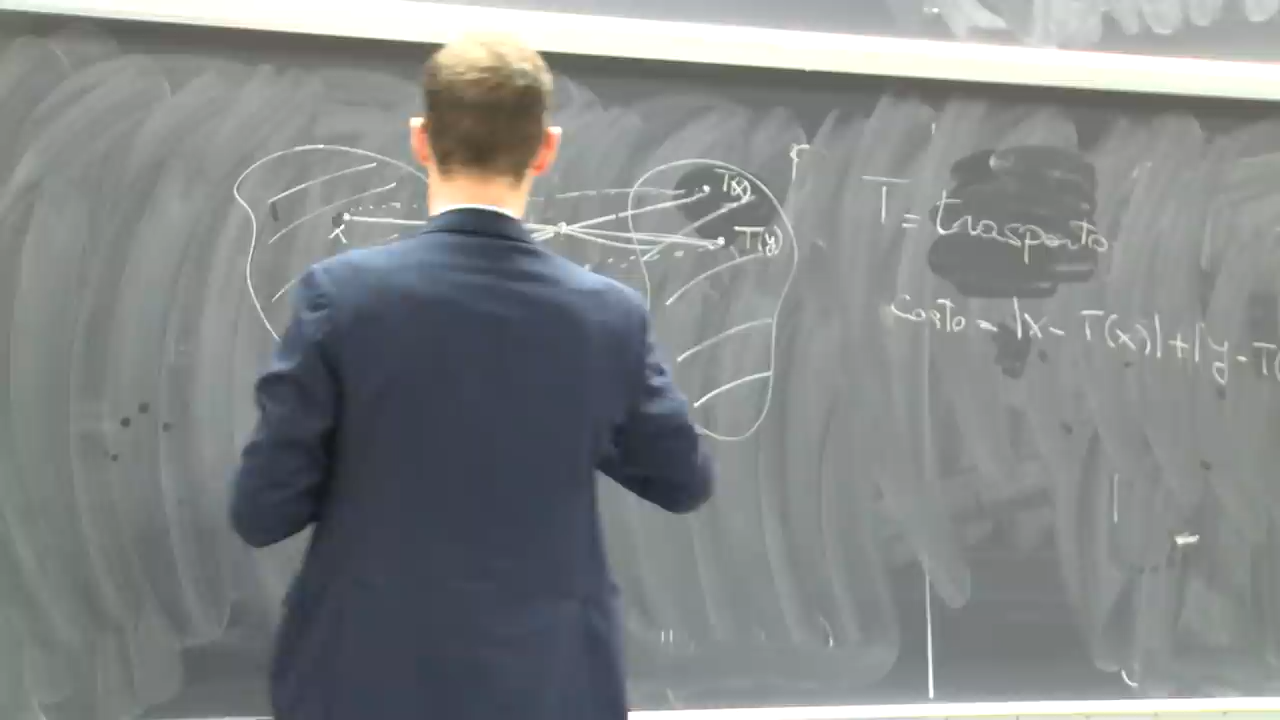 T(x)
x
T(y)
T = trasporto
Costo = |x - T(x)| + |y - T(